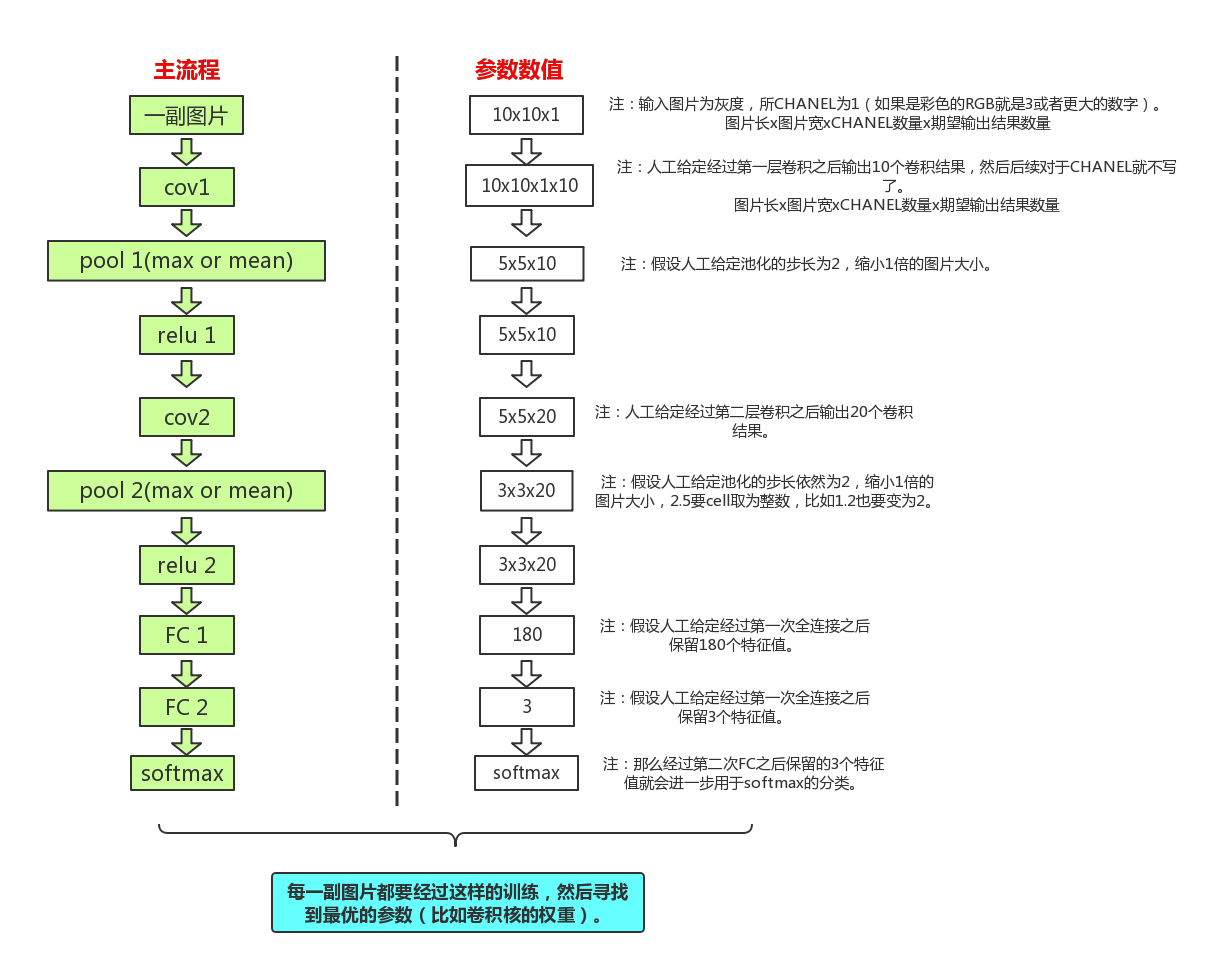 主流程
参数数值
一副图片
10x10x1
注：输入图片为灰度，所CHANEL为1（如果是彩色的RGB就是3或者更大的数字）。
图片长x图片宽xCHANEL数量x期望输出结果数量
cov1
10x10x1x10
注：人工给定经过第一层卷积之后输出10个卷积结果，然后后续对于CHANEL就不写
了。
图片长x图片宽xCHANEL数量x期望输出结果数量
pool 1(max or mean)
5x5x10
注：假设人工给定池化的步长为2，缩小1倍的图片大小。
relu 1
5x5x10
cov2
5x5x20
注：人工给定经过第二层卷积之后输出20个卷积
结果。
pool 2(max or mean)
3x3x20
注：假设人工给定池化的步长依然为2，缩小1倍的
图片大小，2.5要cell取为整数，比如1.2也要变为2。
relu 2
3x3x20
FC 1
180
注：假设人工给定经过第一次全连接之后
保留180个特征值。
FC 2
3
注：假设人工给定经过第一次全连接之后
保留3个特征值。
softmax
softmax
注：那么经过第二次FC之后保留的3个特征
值就会进一步用于softmax的分类。
每一副图片都要经过这样的训练，然后寻找
到最优的参数（比如卷积核的权重）。